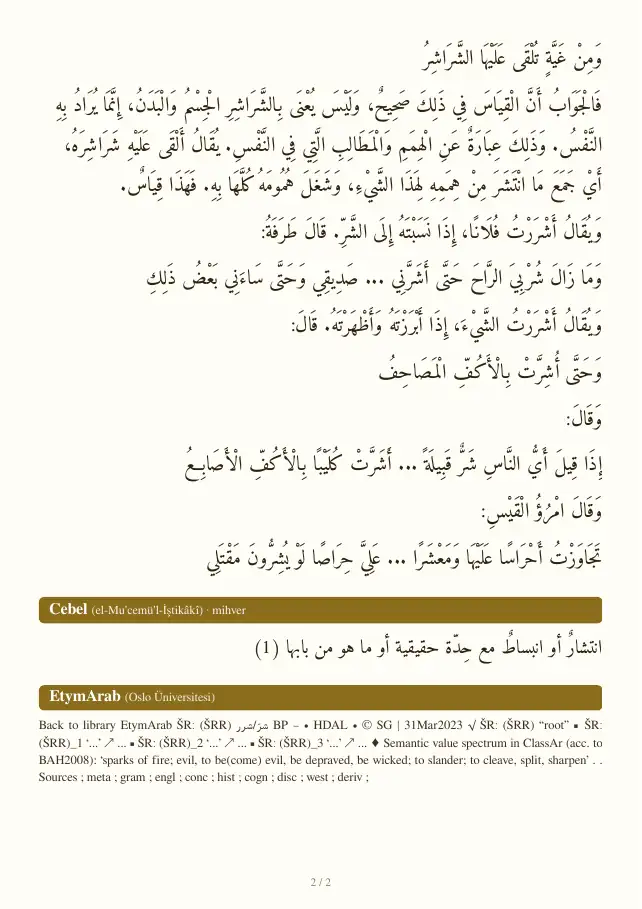 وَمِنْ غَيَّةٍ تُلْقَى عَلَيْهَا الشَّرَاشِرُ
فَالْجَوَابُ أَنَّ الْقِيَاسَ فِي ذَلِكَ صَحِيحٌ، وَلَيْسَ يُعْنَى بِالشَّرَاشِرِ الْجِسْمُ وَالْبَدَنُ، إِنَّمَا يُرَادُ بِهِ
النَّفْسُ. وَذَلِكَ عِبَارَةٌ عَنِ الْهِمَمِ وَالْمَطَالِبِ الَّتِي فِي النَّفْسِ. يُقَالُ أَلْقَى عَلَيْهِ شَرَاشِرَهُ،
أَيْ جَمَعَ مَا انْتَشَرَ مِنْ هِمَمِهِ لِهَذَا الشَّيْءِ، وَشَغَلَ هُمُومَهُ كُلَّهَا بِهِ. فَهَذَا قِيَاسٌ.
وَيُقَالُ أَشْرَرْتُ فُلَانًا، إِذَا نَسَبْتَهُ إِلَى الشَّرِّ. قَالَ طَرَفَةُ:
وَمَا زَالَ شُرْبِيَ الرَّاحَ حَتَّى أَشَرَّنِي ... صَدِيقِي وَحَتَّى سَاءَنِي بَعْضُ ذَلِكِ
وَيُقَالُ أَشْرَرْتُ الشَّيْءَ، إِذَا أَبْرَزْتَهُ وَأَظْهَرْتَهُ. قَالَ:
وَحَتَّى أُشِرَّتْ بِالْأَكُفِّ الْمَصَاحِفُ
وَقَالَ:
إِذَا قِيلَ أَيُّ النَّاسِ شَرٌّ قَبِيلَةً ... أَشَرَّتْ كُلَيْبًا بِالْأَكُفِّ الْأَصَابِعُ
وَقَالَ امْرُؤُ الْقَيْسِ:
تَجَاوَزْتُ أَحْرَاسًا عَلَيْهَا وَمَعْشَرًا ... عَلَيَّ حِرَاصًا لَوْ يُشِرُّونَ مَقْتَلِي
Cebel (el-Mu'cemü'l-İştikâkî) · mihver
انتشارٌ أو انبساطٌ مع حِدّة حقيقية أو ما هو من بابها (1)
EtymArab (Oslo Üniversitesi)
Back to library EtymArab ŠR: (ŠRR) شرّ/شرر BP – • HDAL • © SG | 31Mar2023 √ ŠR: (ŠRR) “root” ▪ ŠR:
(ŠRR)_1 ‘...’ ↗ ... ▪ ŠR: (ŠRR)_2 ‘...’ ↗ ... ▪ ŠR: (ŠRR)_3 ‘...’ ↗ ... ♦ Semantic value spectrum in ClassAr (acc. to
BAH2008): ‘sparks of fire; evil, to be(come) evil, be depraved, be wicked; to slander; to cleave, split, sharpen’ . .
Sources ; meta ; gram ; engl ; conc ; hist ; cogn ; disc ; west ; deriv ;
2 / 2